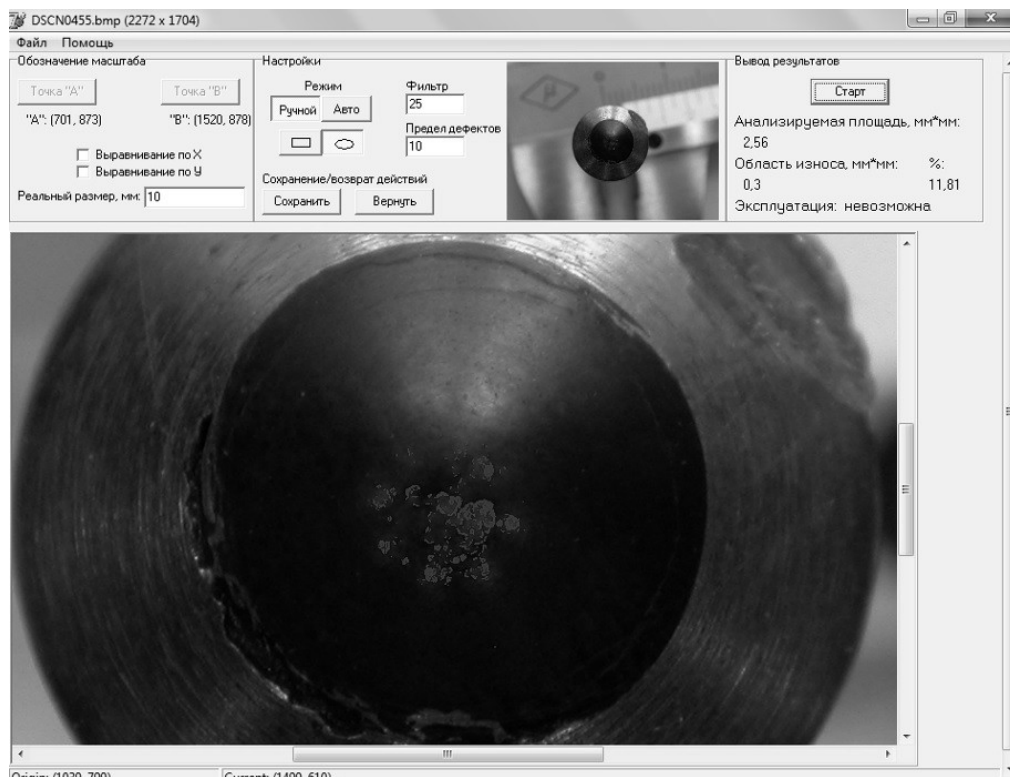 DSCN0455.bmp (2272 x 1704)
Файл Помощь
Обозначение масштаба
Точка "A" Точка "B"
"A": (701, 873) "B": (1520, 878)
Выравнивание по X
Выравнивание по У
Реальный размер, мм: 10
Настройки
Режим
Ручной Авто
Фильтр
25
Предел дефектов
10
Сохранение/возврат действий
Сохранить Вернуть
Вывод результатов
Старт
Анализируемая площадь, мм*мм:
2,56
Область износа, мм*мм: %:
0,3 11,81
Эксплуатация: невозможна
Origin: (1039, 700) Current: (1490, 610)